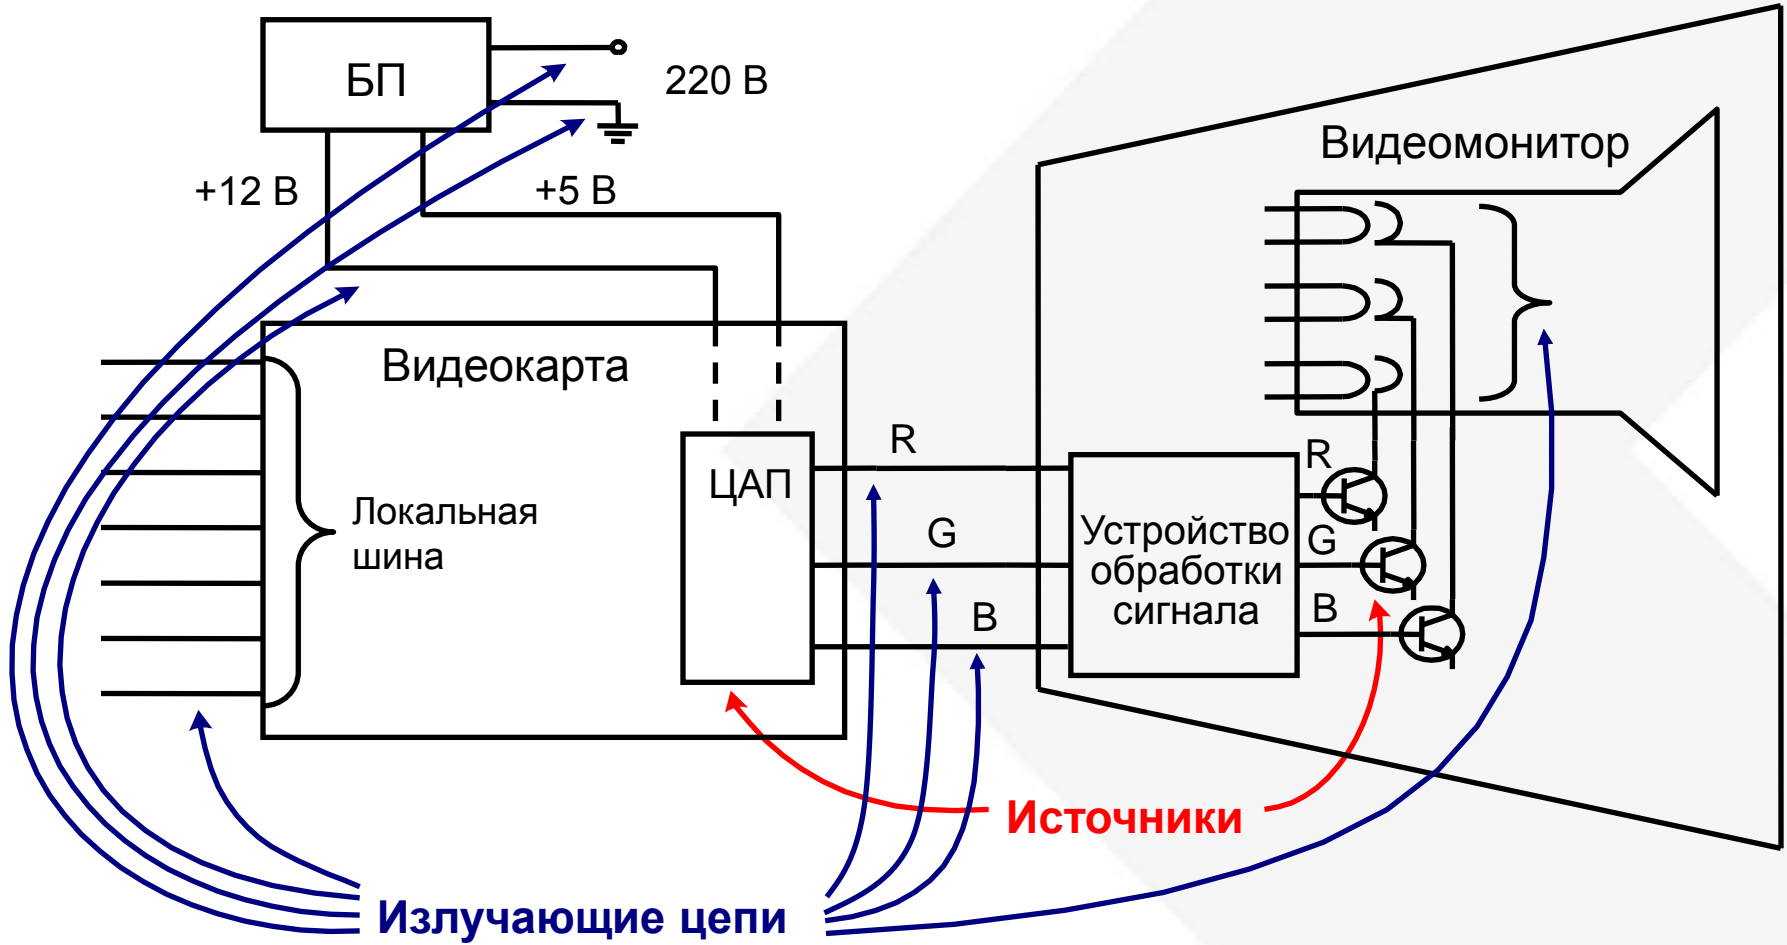 БП
220 В
+12 В
+5 В
Видеомонитор
Видеокарта
Локальная
шина
ЦАП
R
G
B
Устройство
обработки
сигнала
R
G
B
Источники
Излучающие цепи